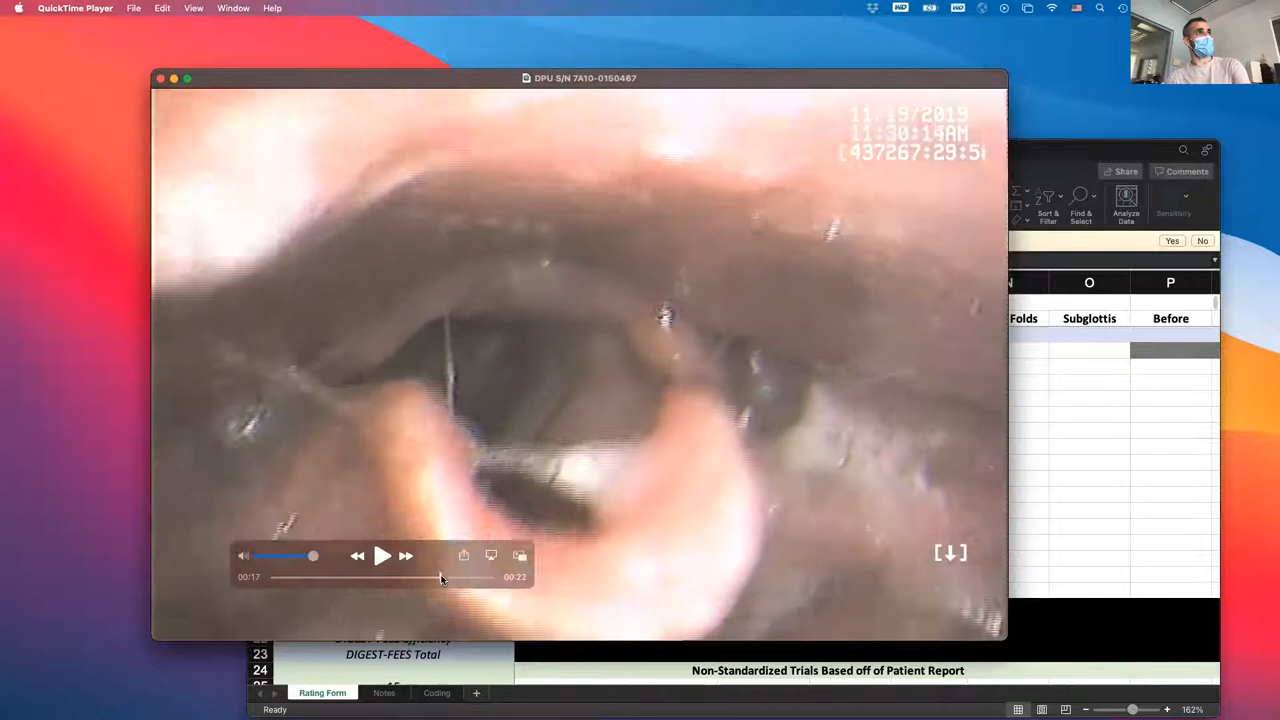 QuickTime Player File Edit View Window Help
DPU S/N 7A10-0150467
11/19/2019
11:30:14AM
[437267:29:5
[↓]
00:17
00:22
Share
Comments
Sort & Filter
Find & Select
Analyze Data
Sensitivity
Yes No
O P
Folds Subglottis Before
23 DIGEST-FEES Total
24 Non-Standardized Trials Based off of Patient Report
Rating Form Notes Coding
Ready
162%